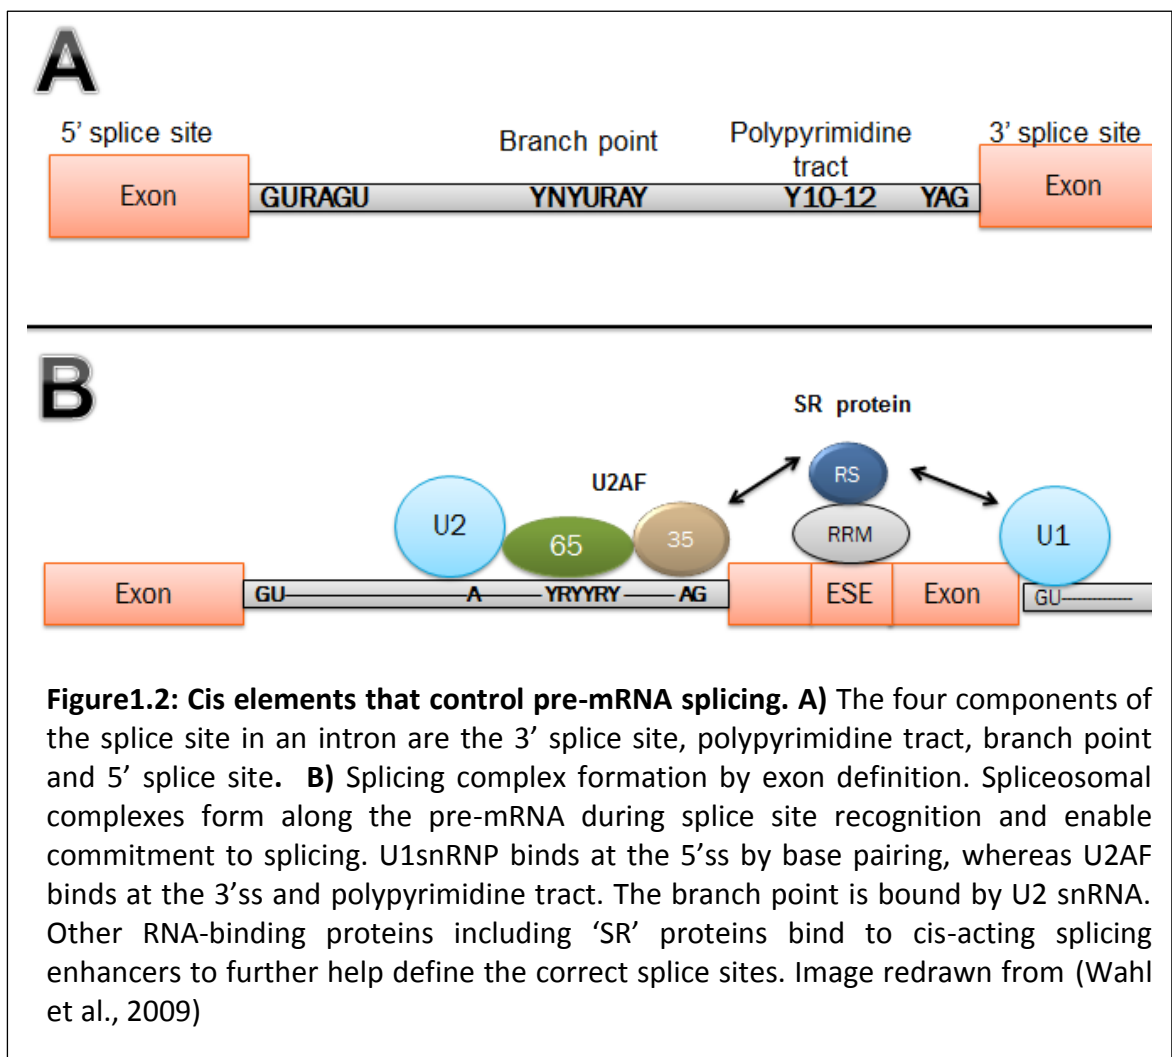 A
5’ splice site
Branch point
Polypyrimidine
tract
3’ splice site
Exon
GURAGU
YNYURAY
Y10-12
YAG
Exon
B
SR protein
U2AF
RS
U2
65
35
RRM
U1
Exon
GU
A
YRYYRY
AG
ESE
Exon
GU
Figure1.2: Cis elements that control pre-mRNA splicing. A) The four components of
the splice site in an intron are the 3’ splice site, polypyrimidine tract, branch point
and 5’ splice site. B) Splicing complex formation by exon definition. Spliceosomal
complexes form along the pre-mRNA during splice site recognition and enable
commitment to splicing. U1snRNP binds at the 5’ss by base pairing, whereas U2AF
binds at the 3’ss and polypyrimidine tract. The branch point is bound by U2 snRNA.
Other RNA-binding proteins including ‘SR’ proteins bind to cis-acting splicing
enhancers to further help define the correct splice sites. Image redrawn from (Wahl
et al., 2009)